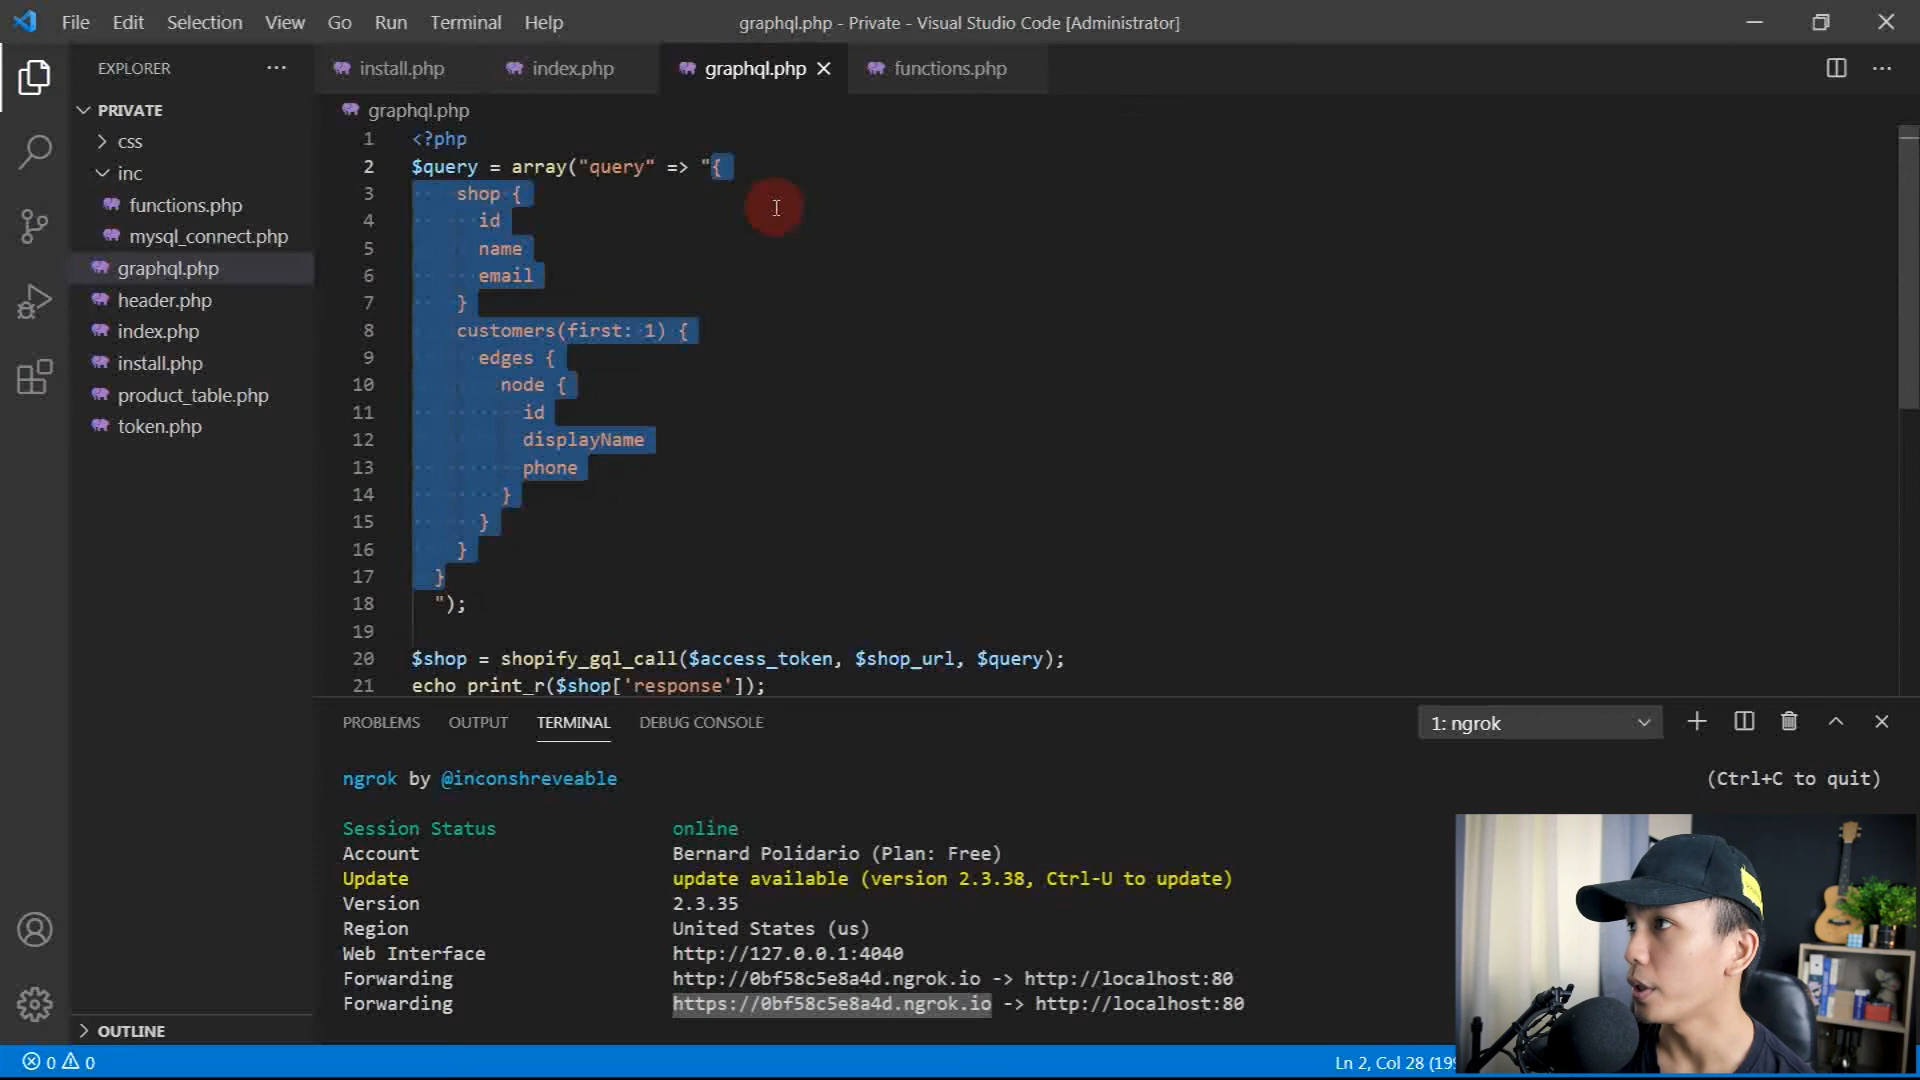 File Edit Selection View Go Run Terminal Help
graphql.php - Private - Visual Studio Code [Administrator]
EXPLORER
install.php
index.php
graphql.php
functions.php
PRIVATE
css
inc
functions.php
mysql_connect.php
graphql.php
header.php
index.php
install.php
product_table.php
token.php
OUTLINE
graphql.php
1 <?php
2 $query = array("query" => "{
3 shop {
4 id
5 name
6 email
7 }
8 customers(first: 1) {
9 edges {
10 node {
11 id
12 displayName
13 phone
14 }
15 }
16 }
17 }
18 ");
19
20 $shop = shopify_gql_call($access_token, $shop_url, $query);
21 echo print_r($shop['response']);
PROBLEMS OUTPUT TERMINAL DEBUG CONSOLE
1: ngrok
ngrok by @inconshreveable (Ctrl+C to quit)
Session Status online
Account Bernard Polidario (Plan: Free)
Update update available (version 2.3.38, Ctrl-U to update)
Version 2.3.35
Region United States (us)
Web Interface http://127.0.0.1:4040
Forwarding http://0bf58c5e8a4d.ngrok.io -> http://localhost:80
Forwarding https://0bf58c5e8a4d.ngrok.io -> http://localhost:80
0 0
Ln 2, Col 28